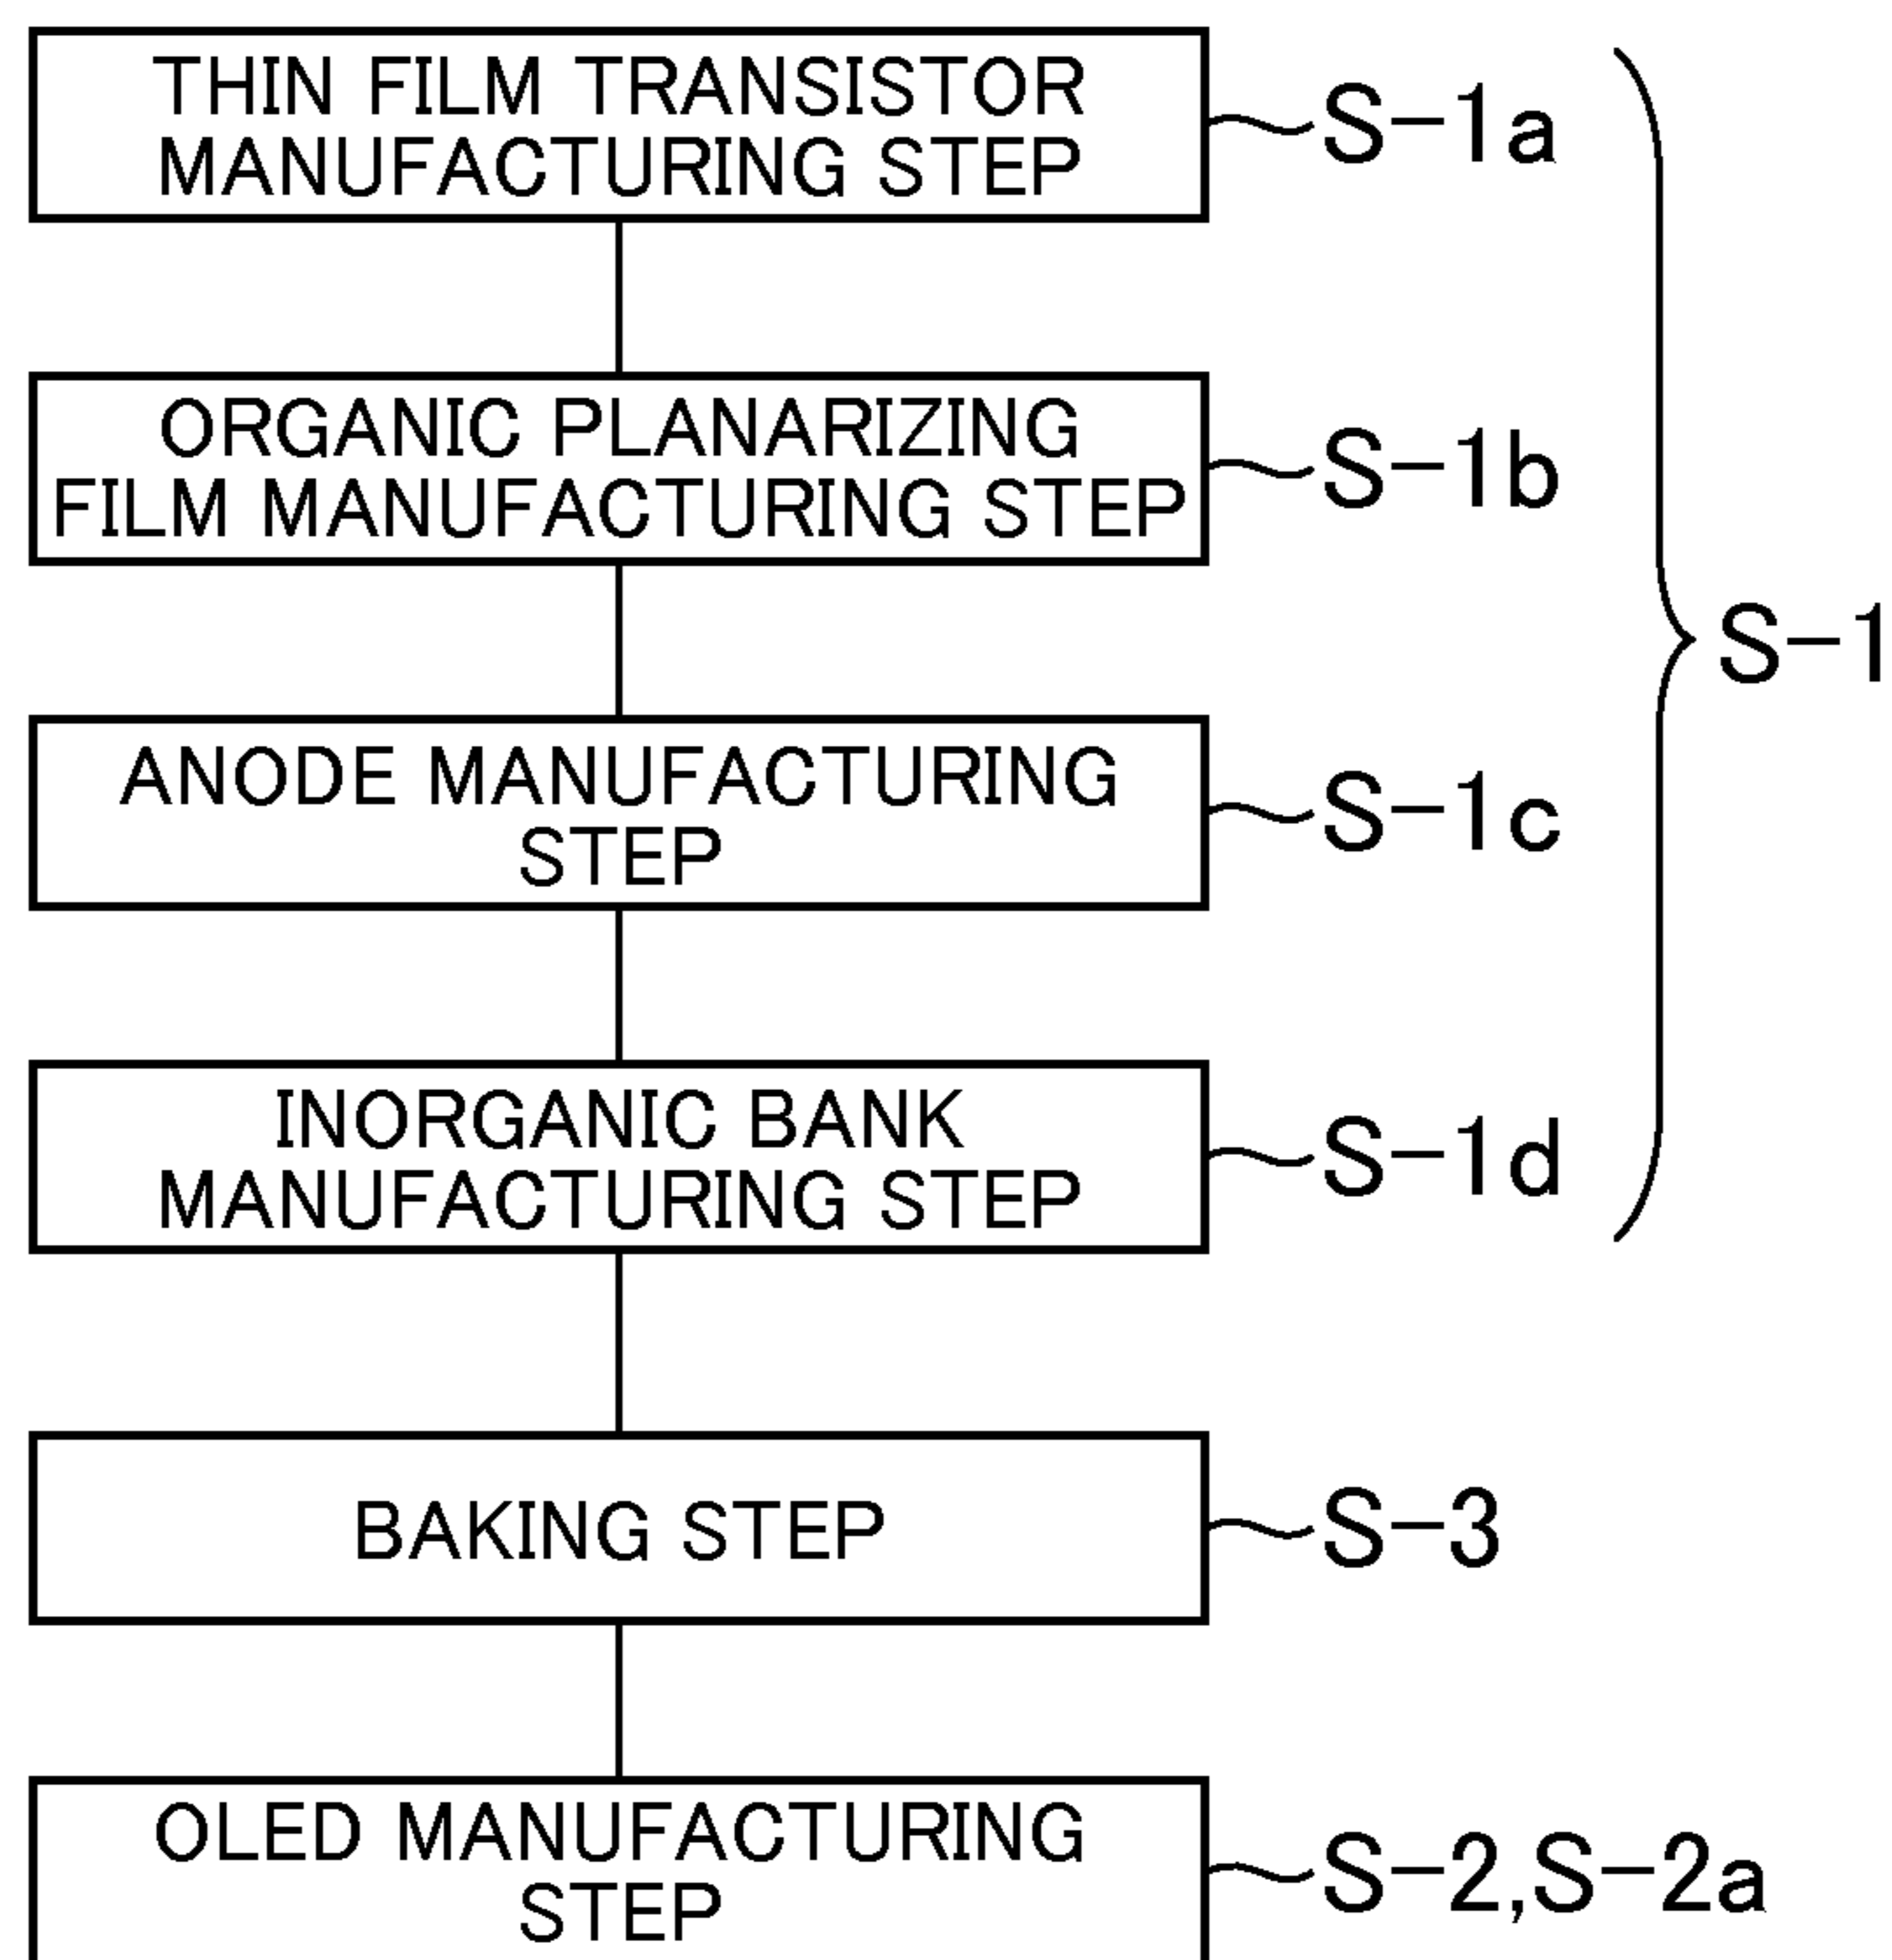 THIN FILM TRANSISTOR
MANUFACTURING STEP
S-1a
ORGANIC PLANARIZING
FILM MANUFACTURING STEP
S-1b
S-1
ANODE MANUFACTURING
STEP
S-1c
INORGANIC BANK
MANUFACTURING STEP
S-1d
BAKING STEP
S-3
OLED MANUFACTURING
STEP
S-2,S-2a